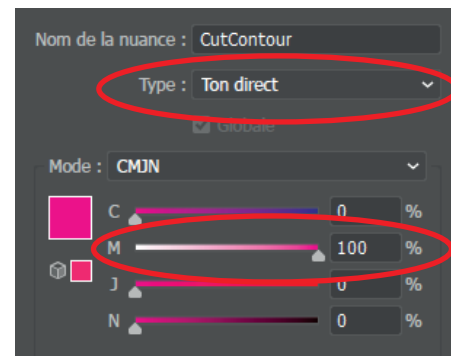 Nom de la nuance : CutContour
Type : Ton direct
Globale
Mode : CMJN
C 0 %
M 100 %
J 0 %
N 0 %